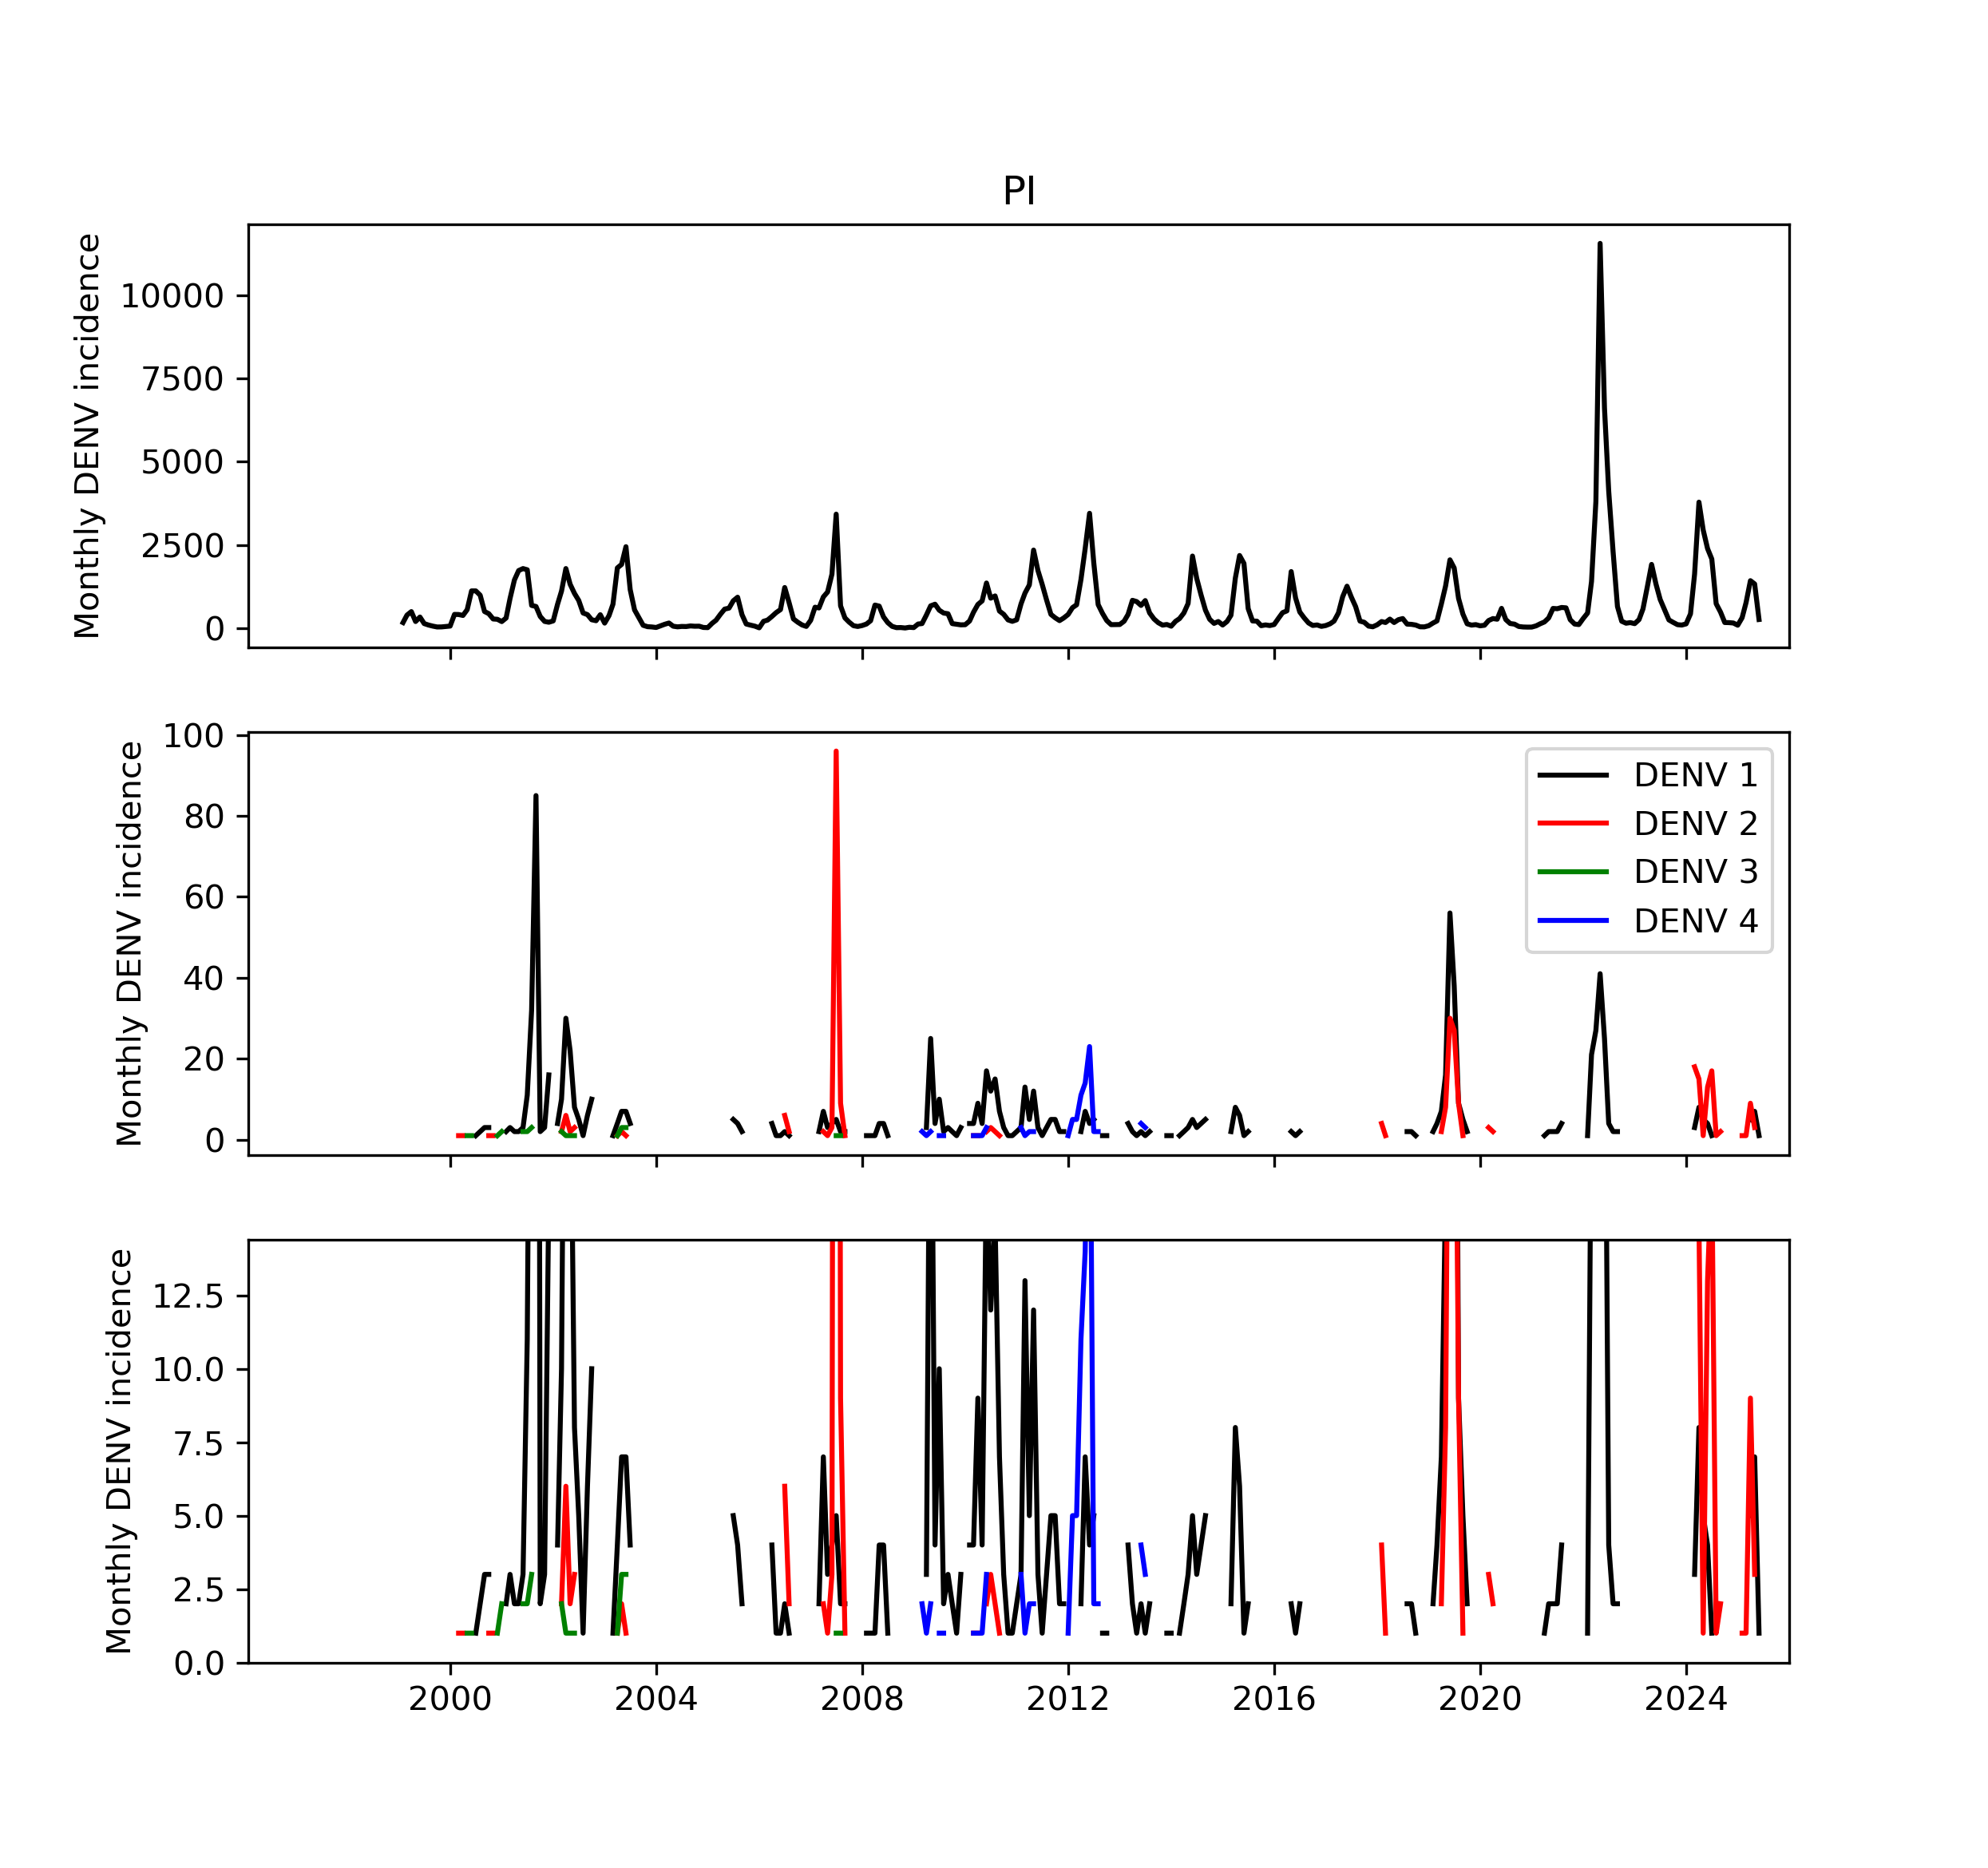 PI
Monthly DENV incidence
10000
7500
5000
2500
0
Monthly DENV incidence
100
80
60
40
20
0
DENV 1
DENV 2
DENV 3
DENV 4
Monthly DENV incidence
12.5
10.0
7.5
5.0
2.5
0.0
2000 2004 2008 2012 2016 2020 2024